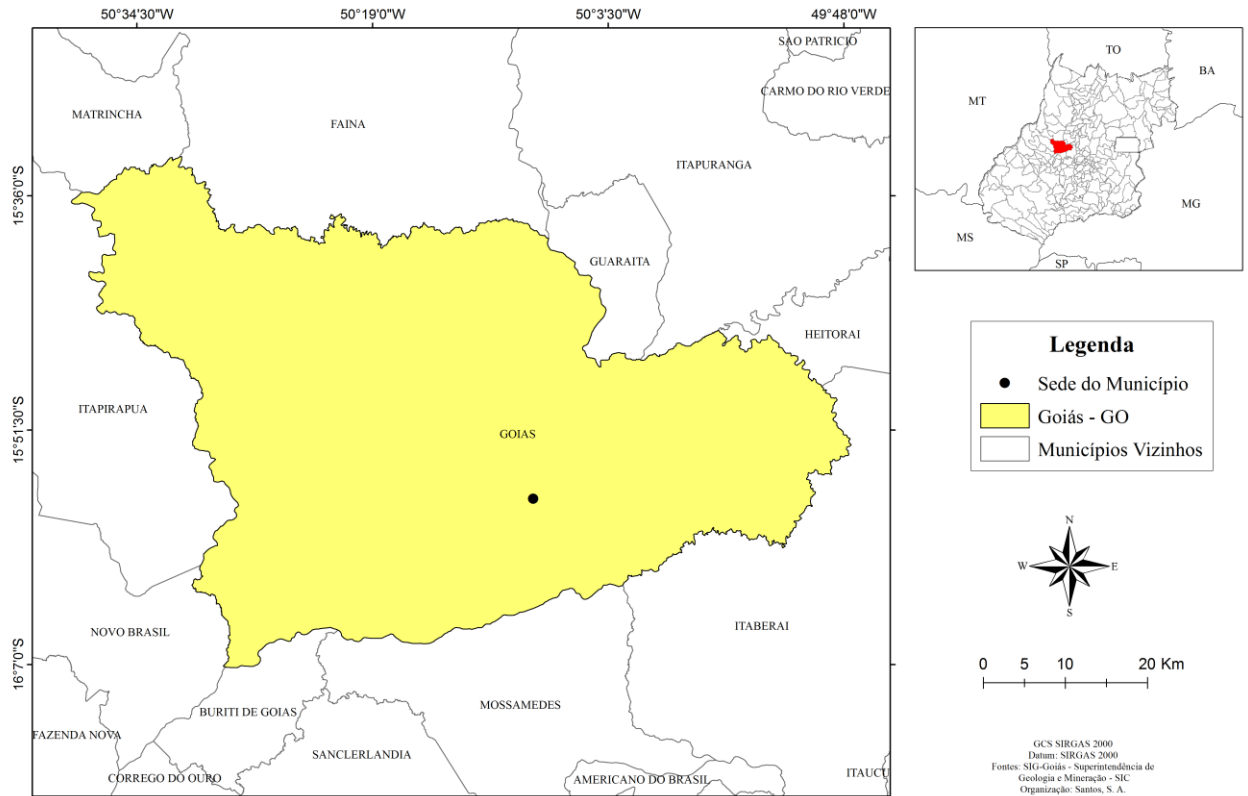 50°34'30"W
50°19'0"W
50°3'30"W
49°48'0"W
15°36'0"S
15°51'30"S
16°7'0"S
SAO PATRICIO
CARMO DO RIO VERDE
MATRINCHA
FAINA
ITAPURANGA
GUARAITA
HEITORAI
ITAPIRAPUA
GOIAS
NOVO BRASIL
ITABERAI
BURITI DE GOIAS
MOSSAMEDES
FAZENDA NOVA
SANCLERLANDIA
CORREGO DO OURO
AMERICANO DO BRASIL
ITAUCU
TO
BA
MT
MG
MS
SP
Legenda
Sede do Município
Goiás - GO
Municípios Vizinhos
N
W
E
S
0 5 10 20 Km
GCS SIRGAS 2000
Datum: SIRGAS 2000
Fontes: SIG-Goiás - Superintendência de
Geologia e Mineração - SIC
Organização: Santos, S. A.